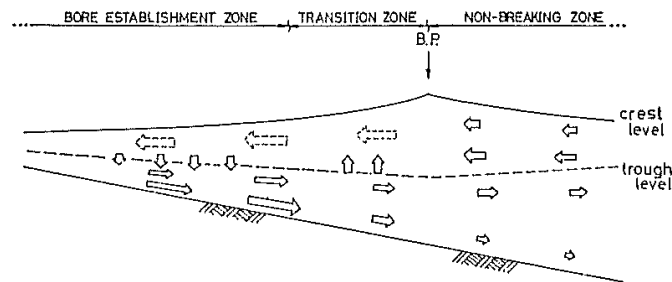 BORE ESTABLISHMENT ZONE TRANSITION ZONE NON-BREAKING ZONE
B.P.
crest
level
trough
level